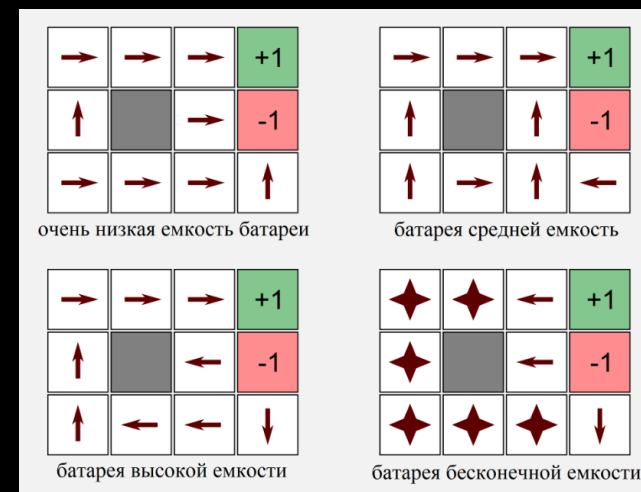 +1
+1
-1
-1
очень низкая емкость батареи
батарея средней емкость
+1
+1
-1
-1
батарея высокой емкости
батарея бесконечной емкости